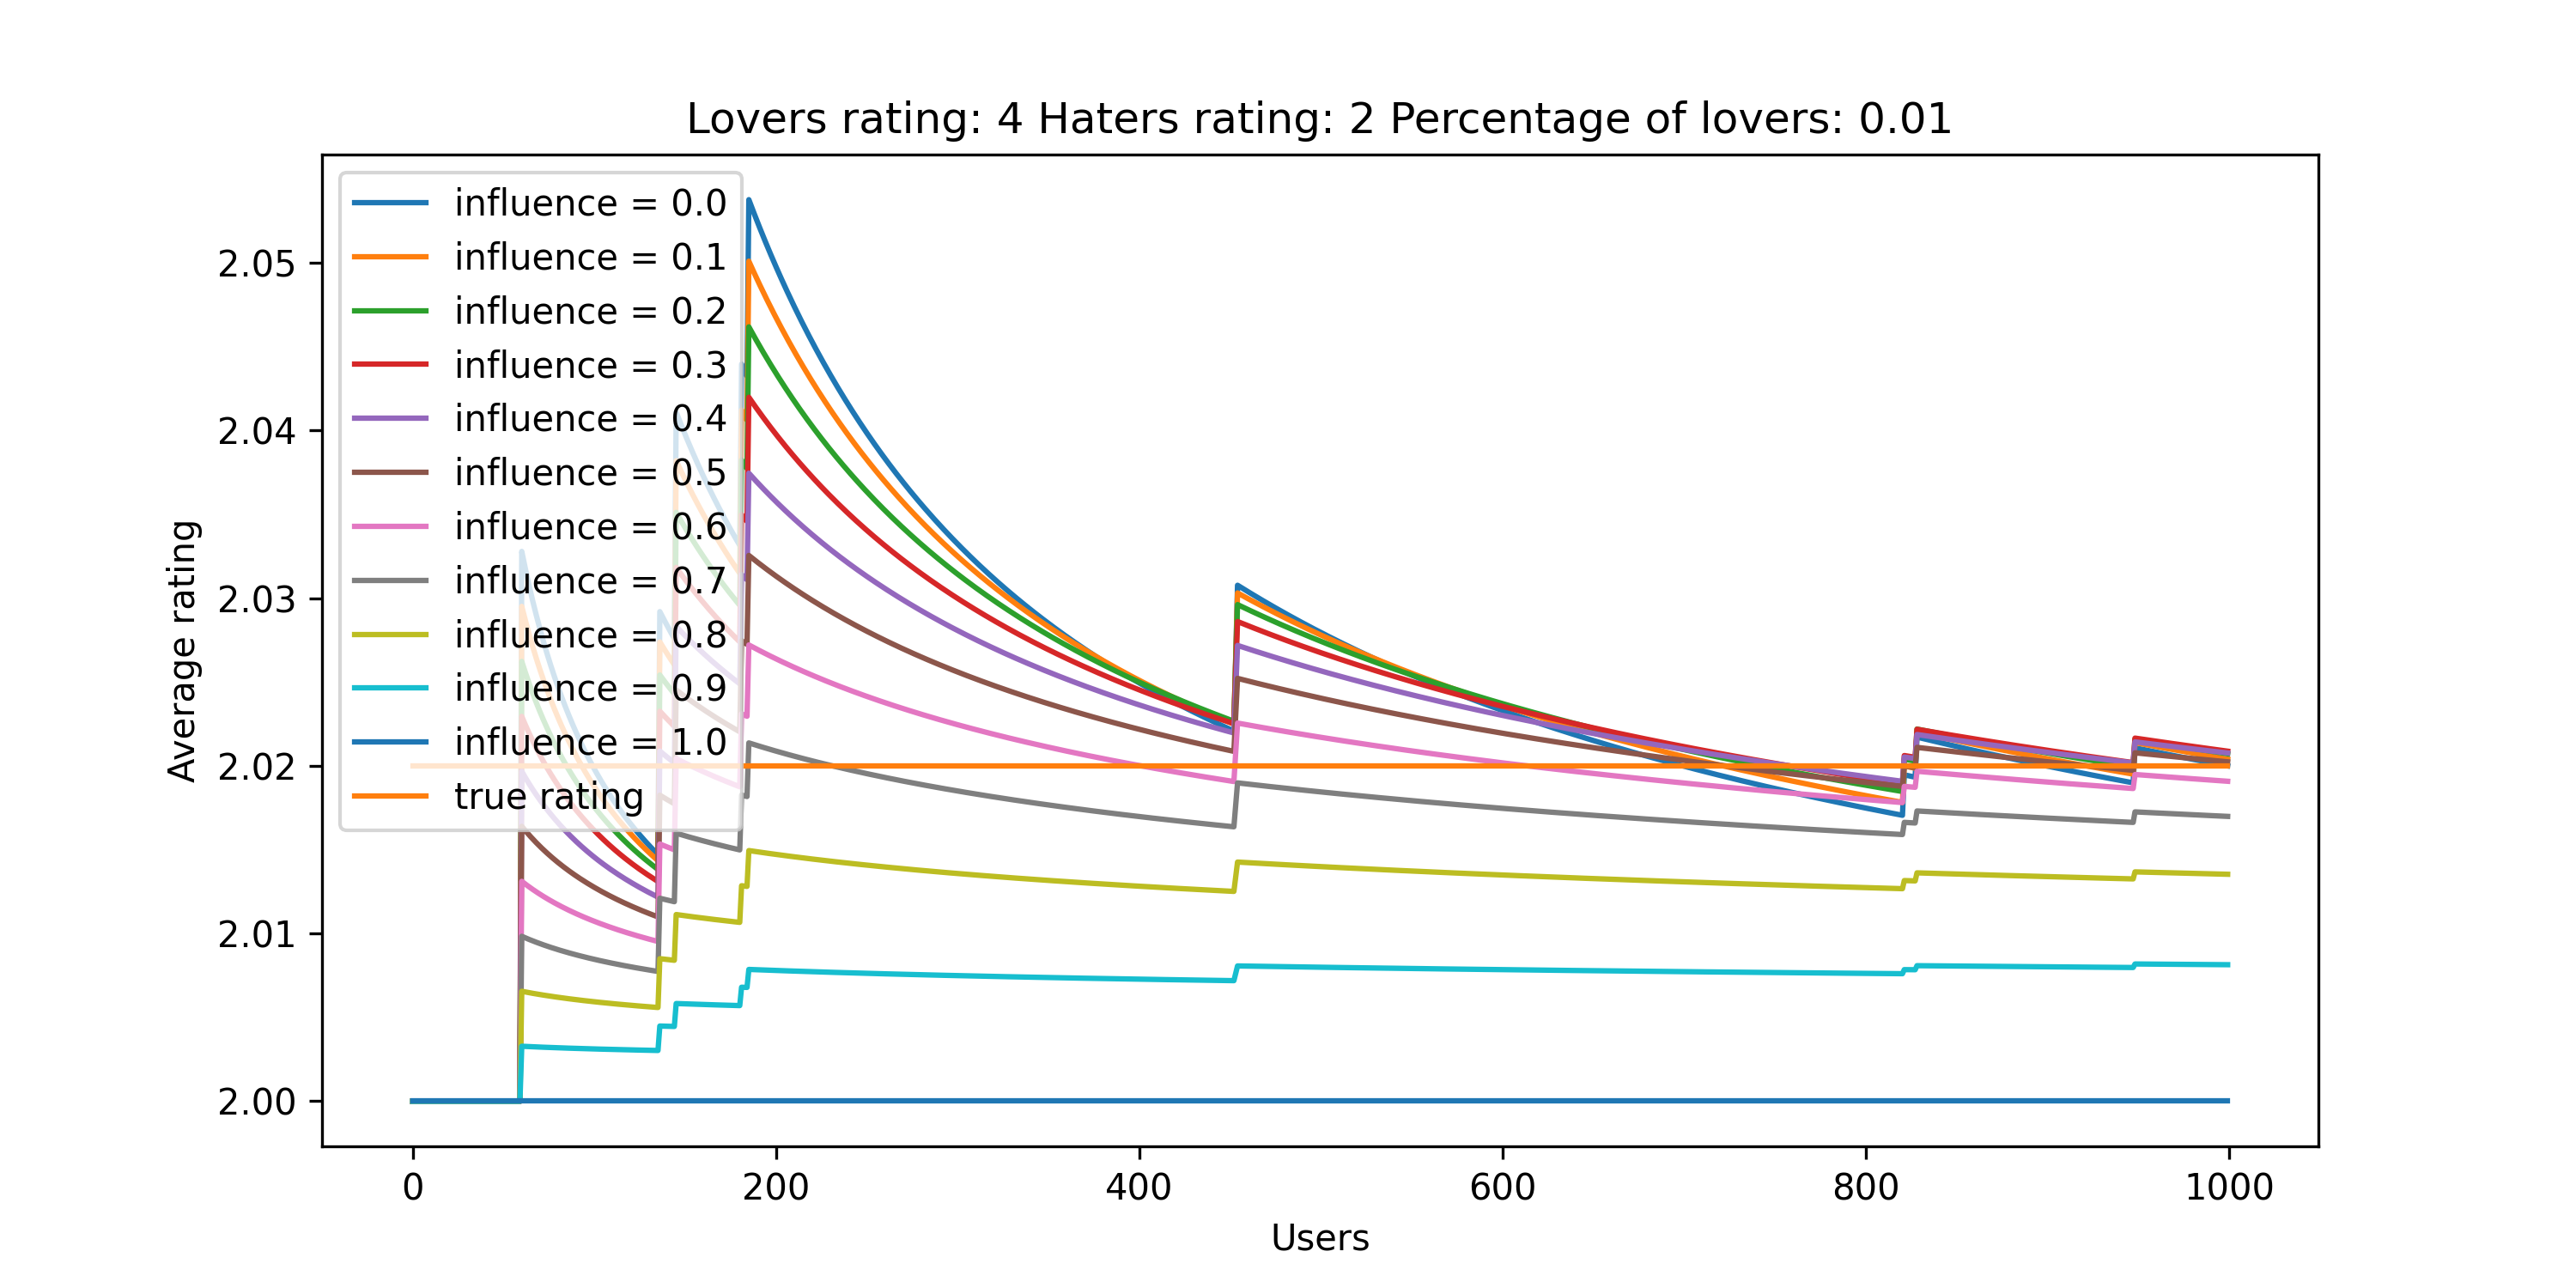 Lovers rating: 4 Haters rating: 2 Percentage of lovers: 0.01
influence = 0.0
influence = 0.1
influence = 0.2
influence = 0.3
influence = 0.4
influence = 0.5
influence = 0.6
influence = 0.7
influence = 0.8
influence = 0.9
influence = 1.0
true rating
Average rating
2.05
2.04
2.03
2.02
2.01
2.00
0 200 400 600 800 1000
Users